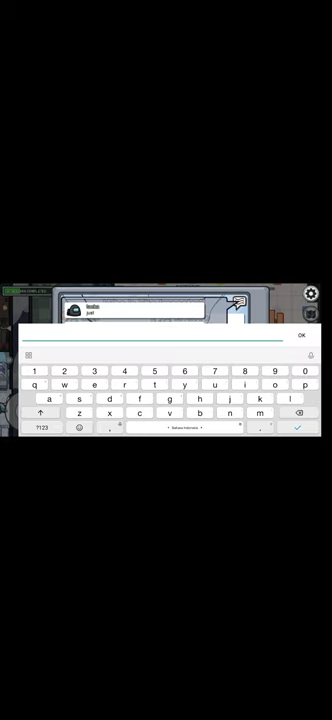 just
OK
1 2 3 4 5 6 7 8 9 0
q w e r t y u i o p
a s d f g h j k l
z x c v b n m
?123 , Bahasa Indonesia .